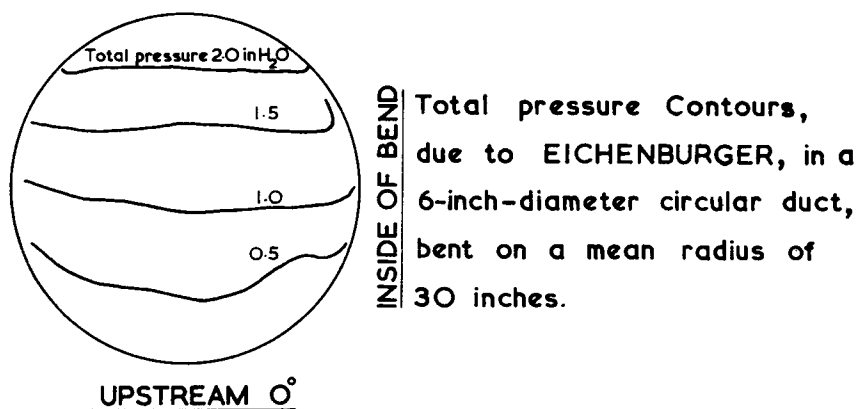 Total pressure 2·0 in H₂O
1·5
1·0
0·5
UPSTREAM 0°
INSIDE OF BEND
Total pressure Contours,
due to EICHENBURGER, in a
6-inch-diameter circular duct,
bent on a mean radius of
30 inches.